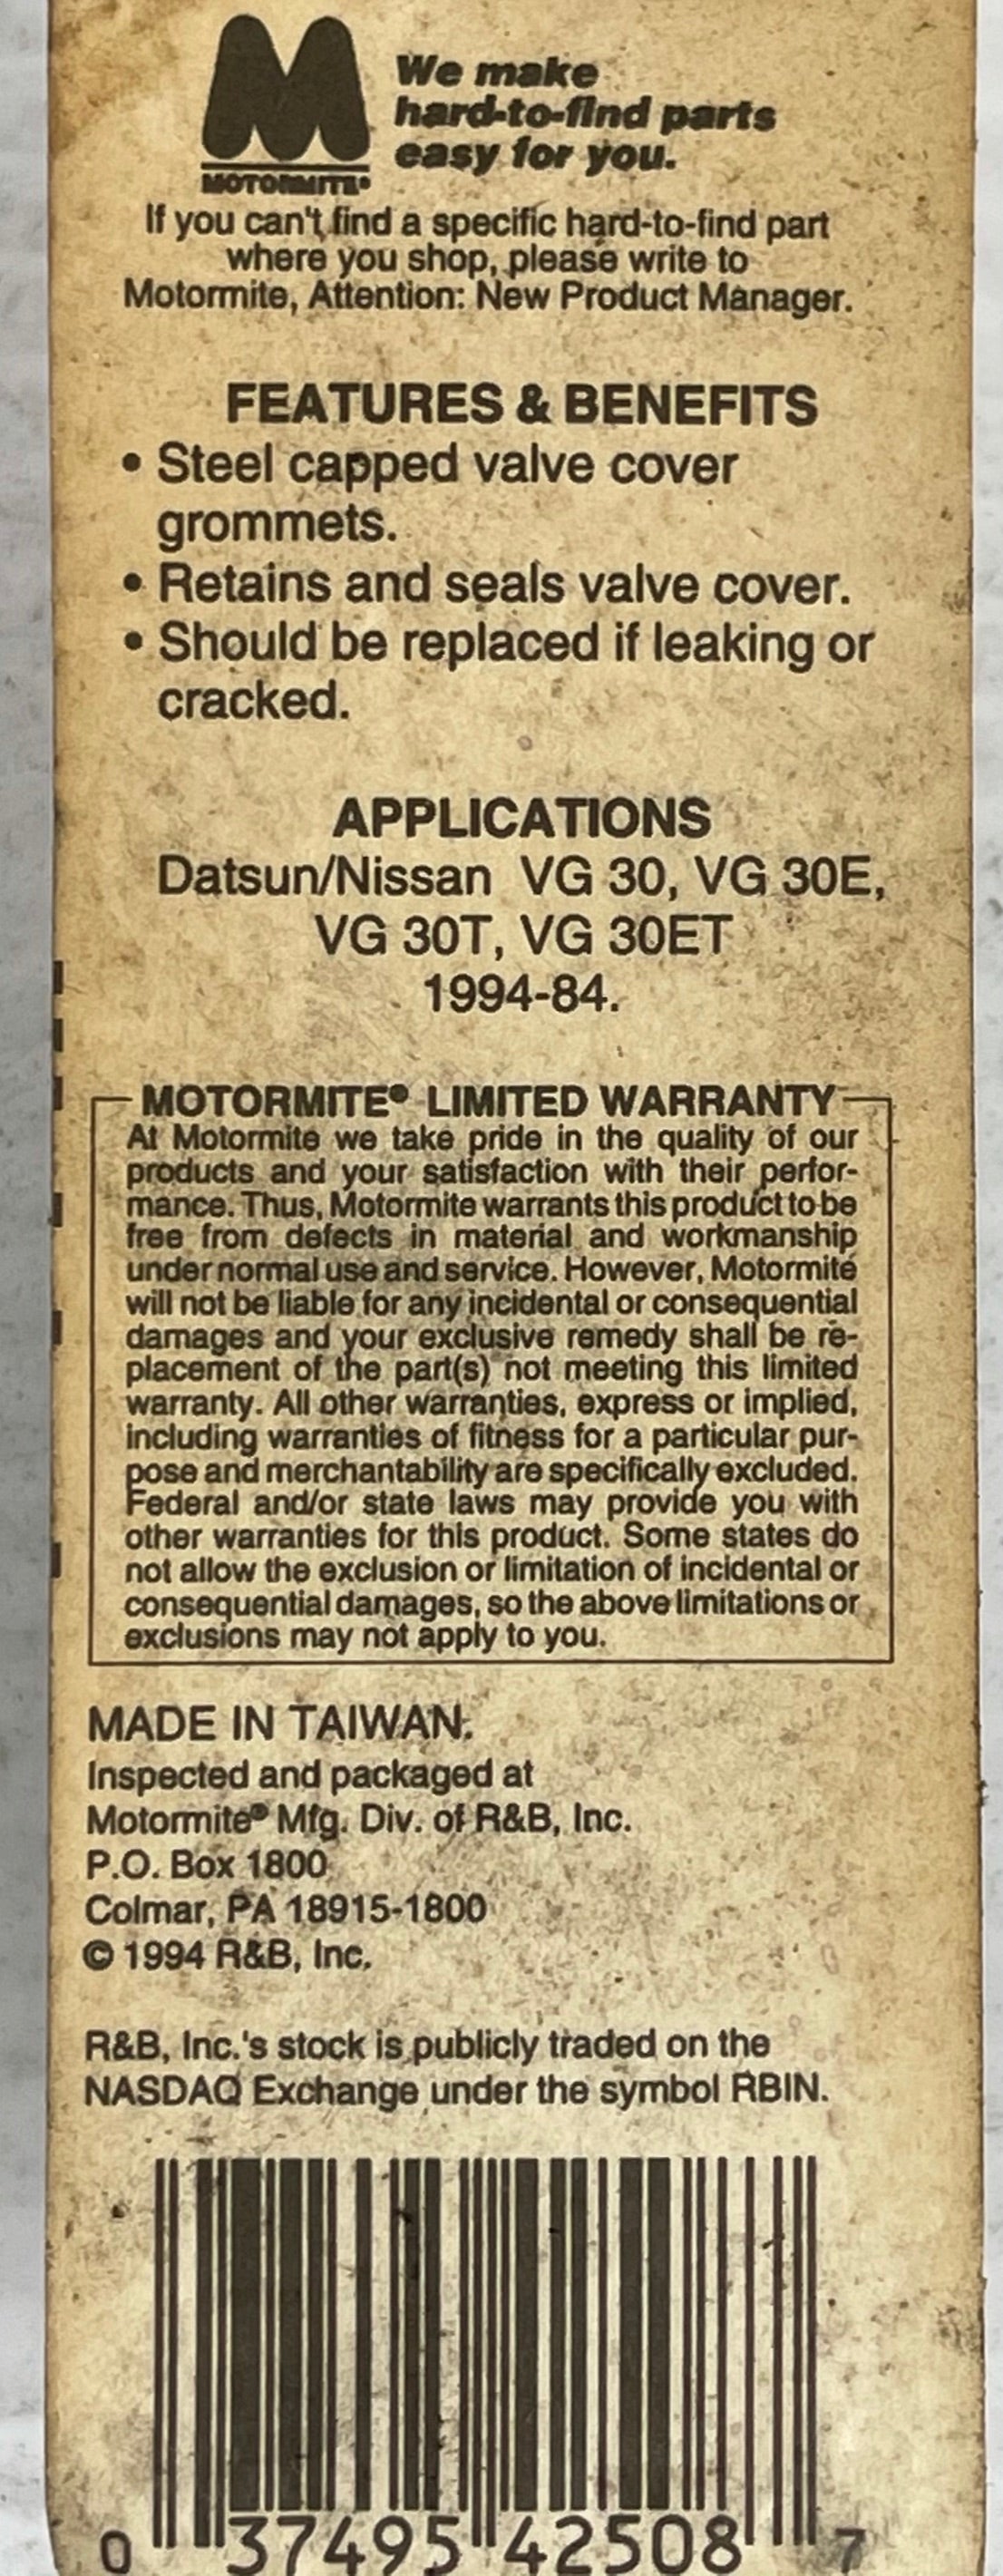 We make
hard-to-find parts
easy for you.
MOTORMITE®
If you can't find a specific hard-to-find part
where you shop, please write to
Motormite, Attention: New Product Manager.
FEATURES & BENEFITS
• Steel capped valve cover
grommets.
• Retains and seals valve cover.
• Should be replaced if leaking or
cracked.
APPLICATIONS
Datsun/Nissan VG 30, VG 30E,
VG 30T, VG 30ET
1994-84.
MOTORMITE® LIMITED WARRANTY
At Motormite we take pride in the quality of our
products and your satisfaction with their perfor-
mance. Thus, Motormite warrants this product to be
free from defects in material and workmanship
under normal use and service. However, Motormite
will not be liable for any incidental or consequential
damages and your exclusive remedy shall be re-
placement of the part(s) not meeting this limited
warranty. All other warranties, express or implied,
including warranties of fitness for a particular pur-
pose and merchantability are specifically excluded.
Federal and/or state laws may provide you with
other warranties for this product. Some states do
not allow the exclusion or limitation of incidental or
consequential damages, so the above limitations or
exclusions may not apply to you.
MADE IN TAIWAN.
Inspected and packaged at
Motormite® Mfg. Div. of R&B, Inc.
P.O. Box 1800
Colmar, PA 18915-1800
© 1994 R&B, Inc.
R&B, Inc.'s stock is publicly traded on the
NASDAQ Exchange under the symbol RBIN.
0 37495 42508 7